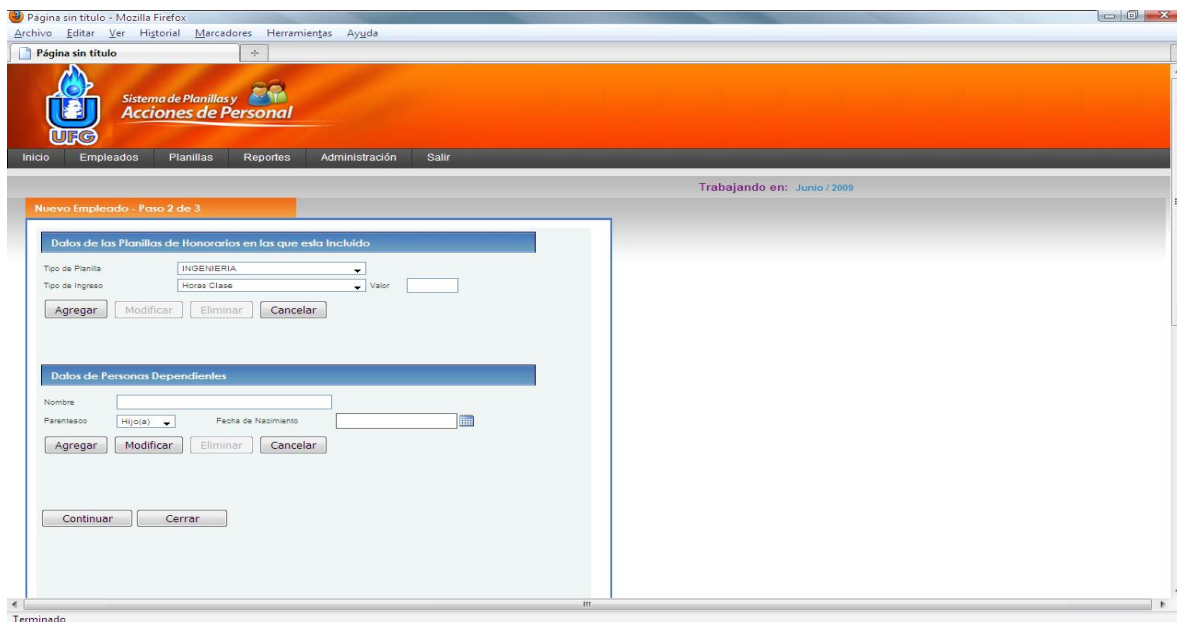 Página sin título - Mozilla Firefox
Archivo Editar Ver Historial Marcadores Herramientas Ayuda
Página sin título
UFG
Sistema de Planillas y
Acciones de Personal
Inicio Empleados Planillas Reportes Administración Salir
Trabajando en: Junio / 2009
Nuevo Empleado - Paso 2 de 3
Datos de las Planillas de Honorarios en las que esta Incluido
Tipo de Planilla INGENIERIA
Tipo de Ingreso Horas Clase Valor
Agregar Modificar Eliminar Cancelar
Datos de Personas Dependientes
Nombre
Parentesco Hijo(a) Fecha de Nacimiento
Agregar Modificar Eliminar Cancelar
Continuar Cerrar
Terminado